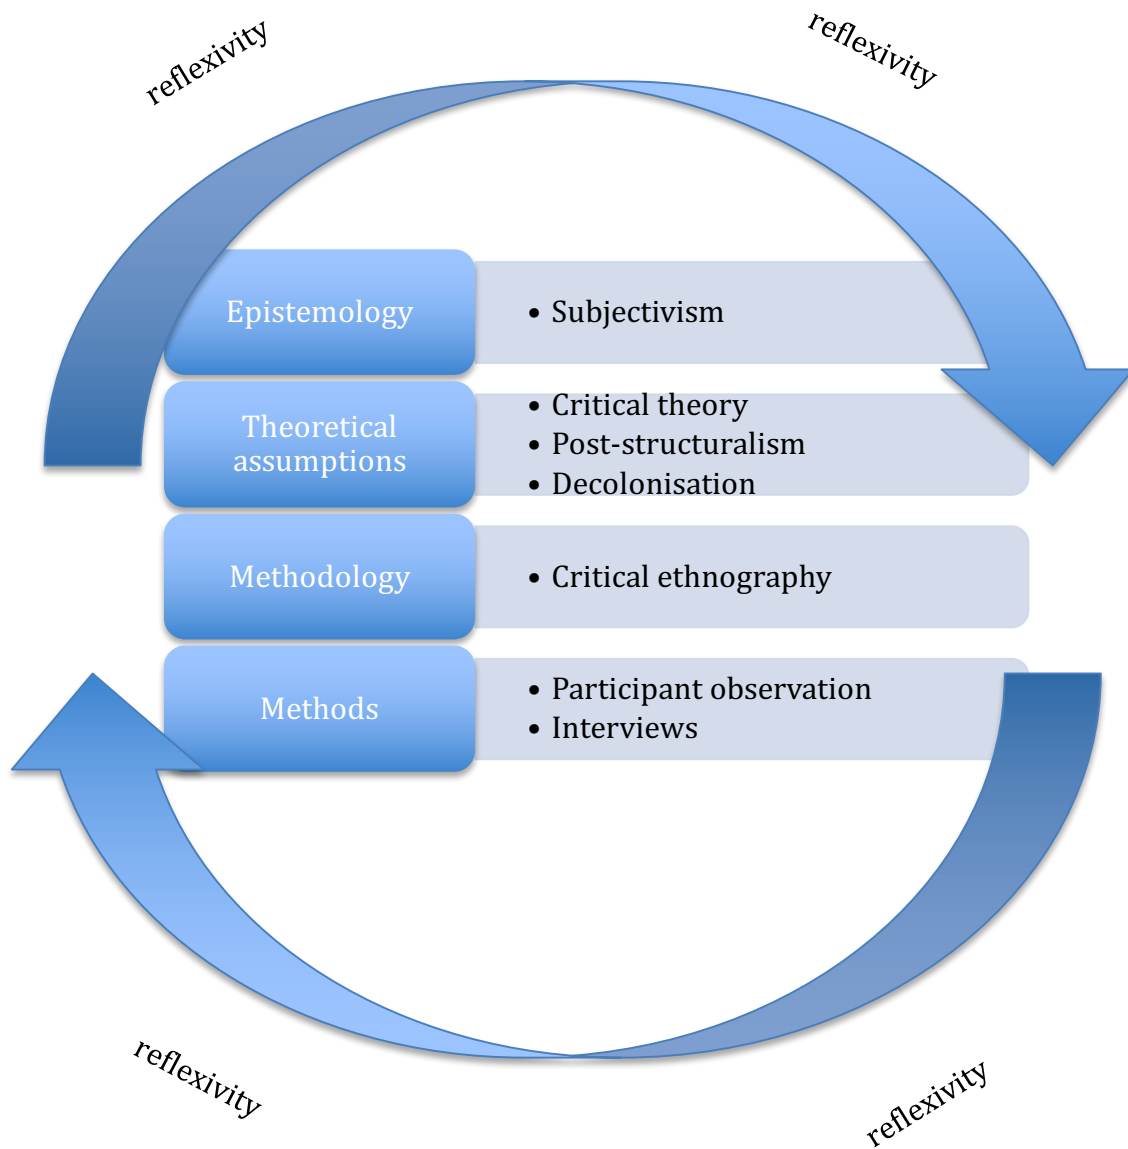 reflexivity
reflexivity
Epistemology
• Subjectivism
Theoretical
assumptions
• Critical theory
• Post-structuralism
• Decolonisation
Methodology
• Critical ethnography
Methods
• Participant observation
• Interviews
reflexivity
reflexivity